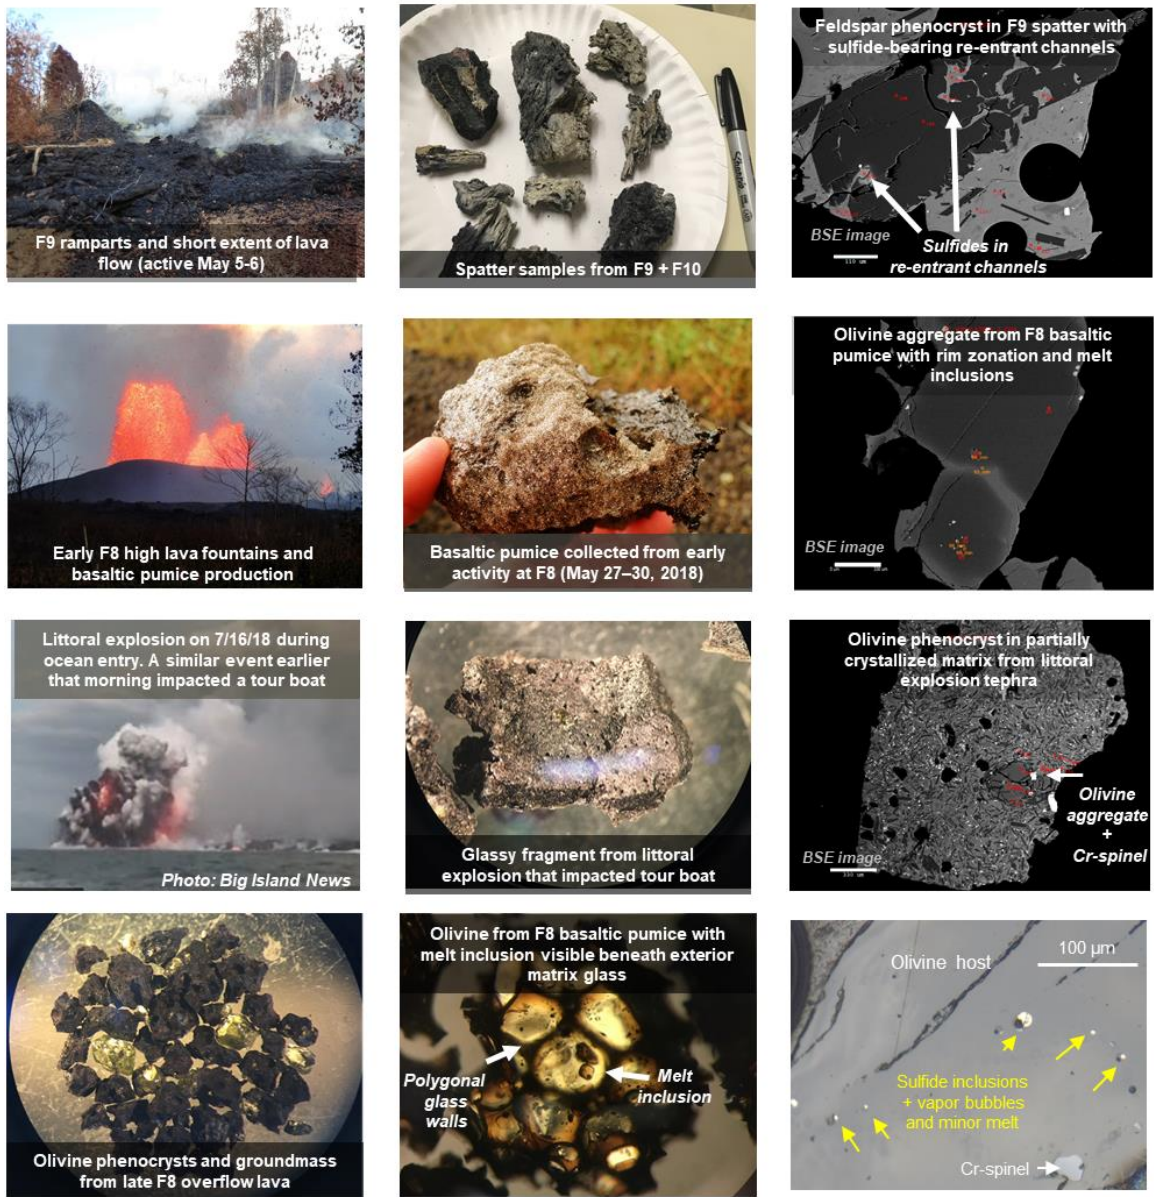 F9 ramparts and short extent of lava
flow (active May 5-6)
Spatter samples from F9 + F10
Sharpie
Feldspar phenocryst in F9 spatter with
sulfide-bearing re-entrant channels
BSE image
Sulfides in
re-entrant channels
Early F8 high lava fountains and
basaltic pumice production
Basaltic pumice collected from early
activity at F8 (May 27–30, 2018)
Olivine aggregate from F8 basaltic
pumice with rim zonation and melt
inclusions
BSE image
Littoral explosion on 7/16/18 during
ocean entry. A similar event earlier
that morning impacted a tour boat
Photo: Big Island News
Glassy fragment from littoral
explosion that impacted tour boat
Olivine phenocryst in partially
crystallized matrix from littoral
explosion tephra
Olivine
aggregate
+
Cr-spinel
BSE image
Olivine phenocrysts and groundmass
from late F8 overflow lava
Olivine from F8 basaltic pumice with
melt inclusion visible beneath exterior
matrix glass
Polygonal
glass
walls
Melt
inclusion
100 µm
Olivine host
Sulfide inclusions
+ vapor bubbles
and minor melt
Cr-spinel